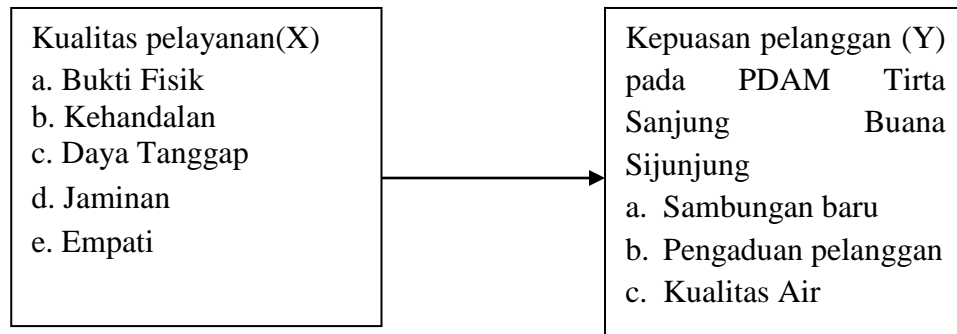 Kualitas pelayanan(X)
a. Bukti Fisik
b. Kehandalan
c. Daya Tanggap
d. Jaminan
e. Empati
Kepuasan pelanggan (Y)
pada PDAM Tirta
Sanjung Buana
Sijunjung
a. Sambungan baru
b. Pengaduan pelanggan
c. Kualitas Air